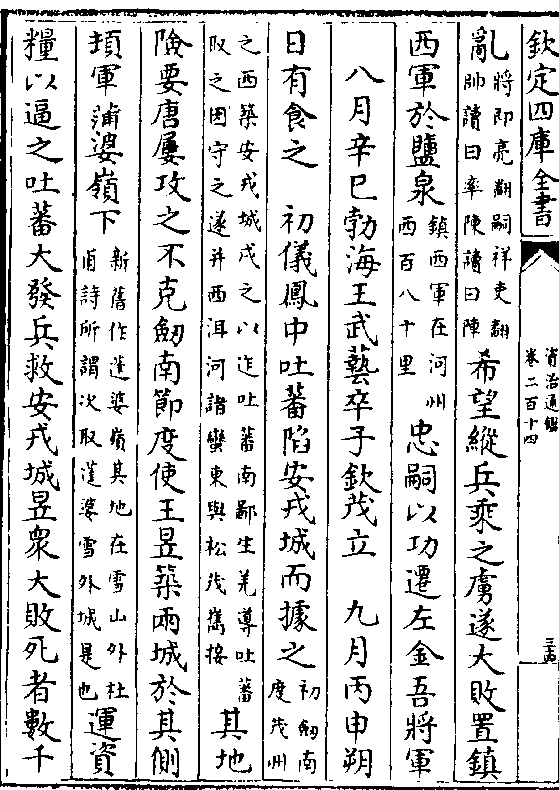 欽定四庫全書
資治通鑑
卷二百十四
亂將即亮翻嗣祥吏翻
帥讀曰率陳讀曰陣希望縱兵乘之虜遂大敗置鎮
西軍於鹽泉鎮西軍在河州
西百八十里忠嗣以功遷左金吾將軍
八月辛巳勃海王武藝卒子欽茂立　九月丙申朔
日有食之　初儀鳳中吐蕃陷安戎城而據之初劒南
度茂州
之西築安戎城戍之以迮吐蕃南鄙生羌導吐蕃
取之因守之遂并西洱河諸蠻東與松茂巂接其地
險要唐屢攻之不克劒南節度使王昱築兩城於其側
頓軍蒲婆嶺下新舊作蓬婆嶺其地在雪山外杜
甫詩所謂次取蓬婆雪外城是也運資
糧以逼之吐蕃大發兵救安戎城昱衆大敗死者數千